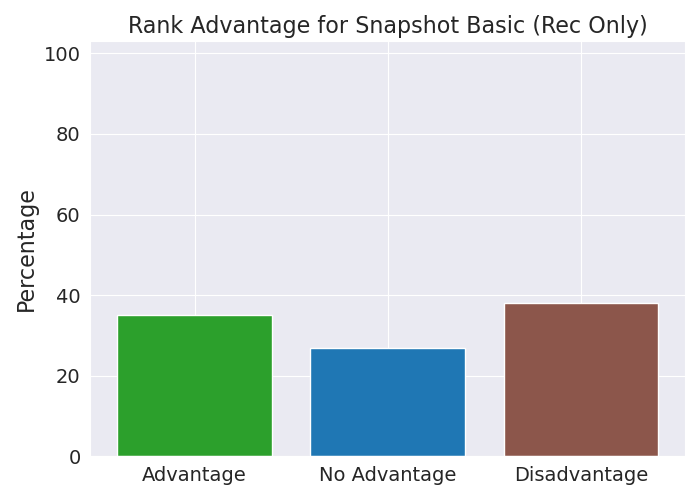 Rank Advantage for Snapshot Basic (Rec Only)
Percentage
100
80
60
40
20
0
Advantage
No Advantage
Disadvantage